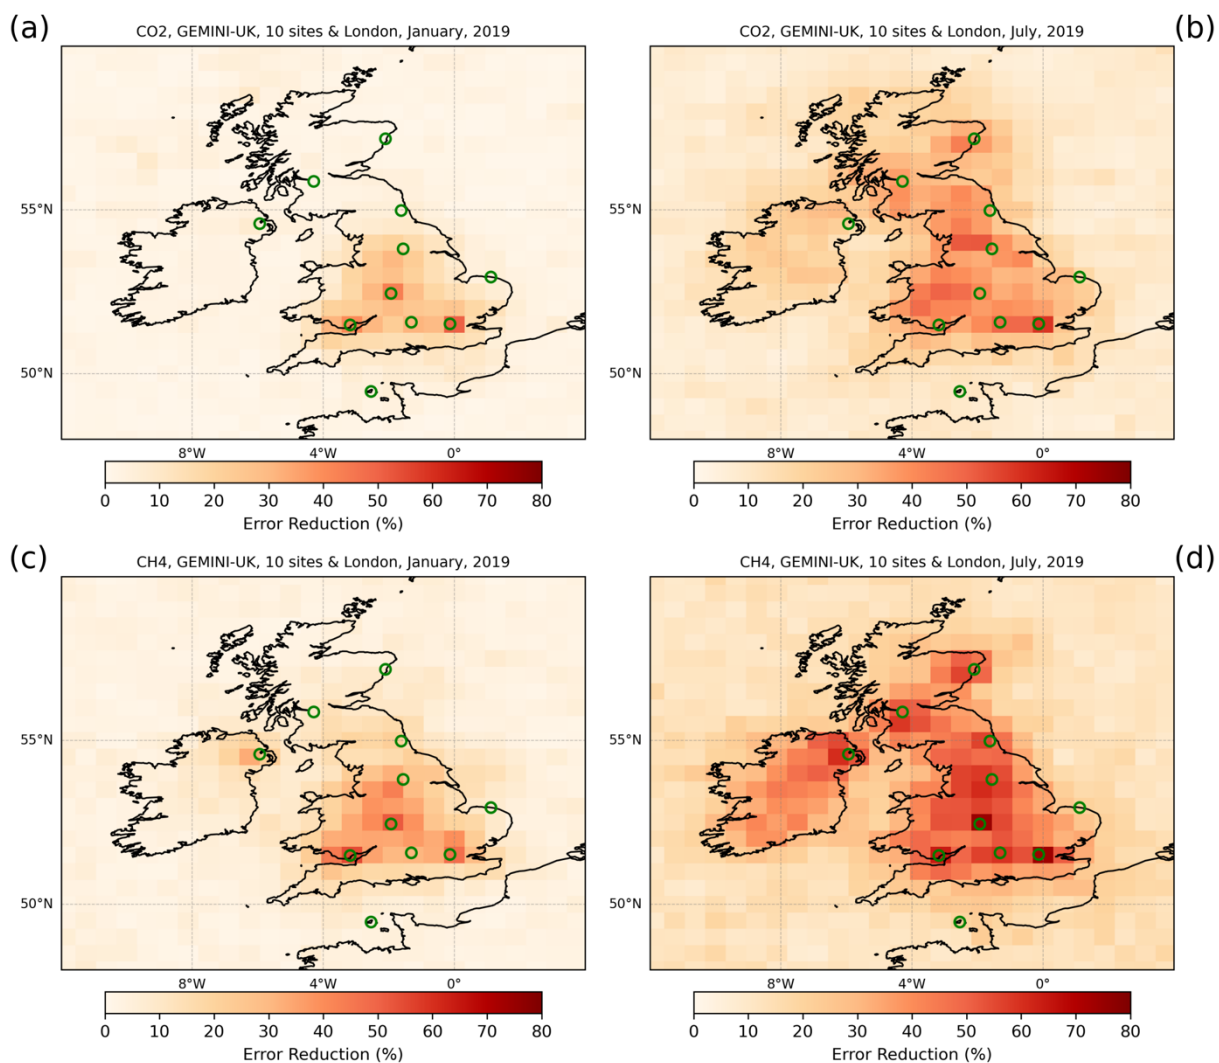 (a)
CO2, GEMINI-UK, 10 sites & London, January, 2019
CO2, GEMINI-UK, 10 sites & London, July, 2019
(b)
55°N
50°N
8°W 4°W 0°
8°W 4°W 0°
0 10 20 30 40 50 60 70 80
0 10 20 30 40 50 60 70 80
Error Reduction (%)
Error Reduction (%)
(c)
CH4, GEMINI-UK, 10 sites & London, January, 2019
CH4, GEMINI-UK, 10 sites & London, July, 2019
(d)
55°N
55°N
50°N
50°N
8°W 4°W 0°
8°W 4°W 0°
0 10 20 30 40 50 60 70 80
0 10 20 30 40 50 60 70 80
Error Reduction (%)
Error Reduction (%)